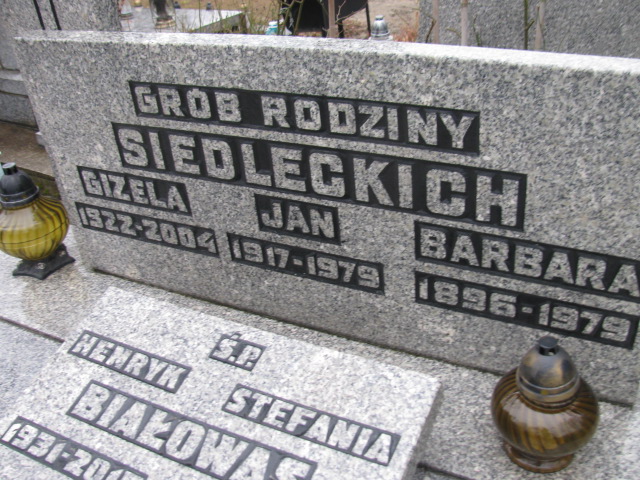 GRÓB RODZINY
SIEDLECKICH
GIZELA JAN BARBARA
1922-2004 1917-1979 1896-1979
Ś.P.
HENRYK STEFANIA